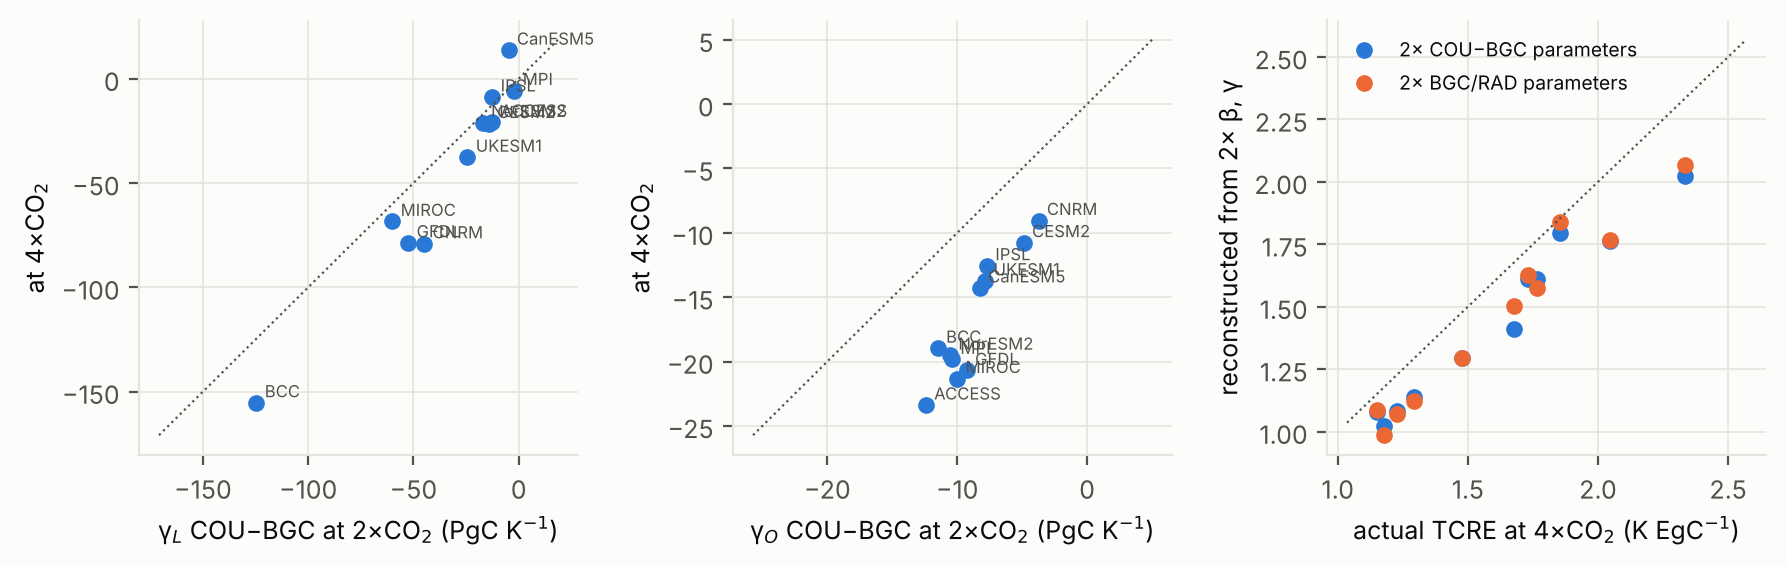 at 4×CO₂
0
−50
−100
−150
CanESM5
MPI
IPSL
ACCESS
CESM2
UKESM1
MIROC
GFDL
CNRM
BCC
−150 −100 −50 0
γL COU−BGC at 2×CO₂ (PgC K⁻¹)
at 4×CO₂
5
0
−5
−10
−15
−20
−25
CNRM
CESM2
IPSL
UKESM1
CanESM5
BCC
NorESM2
MPI
GFDL
MIROC
ACCESS
−20 −10 0
γO COU−BGC at 2×CO₂ (PgC K⁻¹)
reconstructed from 2× β, γ
2.50
2.25
2.00
1.75
1.50
1.25
1.00
2× COU−BGC parameters
2× BGC/RAD parameters
1.0 1.5 2.0 2.5
actual TCRE at 4×CO₂ (K EgC⁻¹)